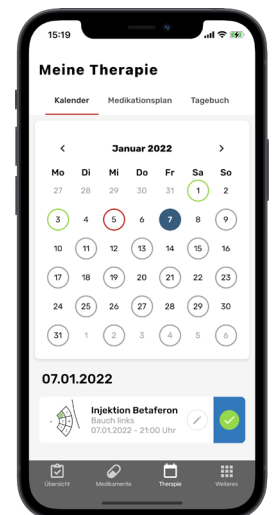 15:19
Meine Therapie
Kalender Medikationsplan Tagebuch
< Januar 2022 >
Mo Di Mi Do Fr Sa So
27 28 29 30 31 1 2
3 4 5 6 7 8 9
10 11 12 13 14 15 16
17 18 19 20 21 22 23
24 25 26 27 28 29 30
31 1 2 3 4 5 6
07.01.2022
Injektion Betaferon
Bauch links
07.01.2022 - 21:00 Uhr
Übersicht Medikamente Therapie Weiteres